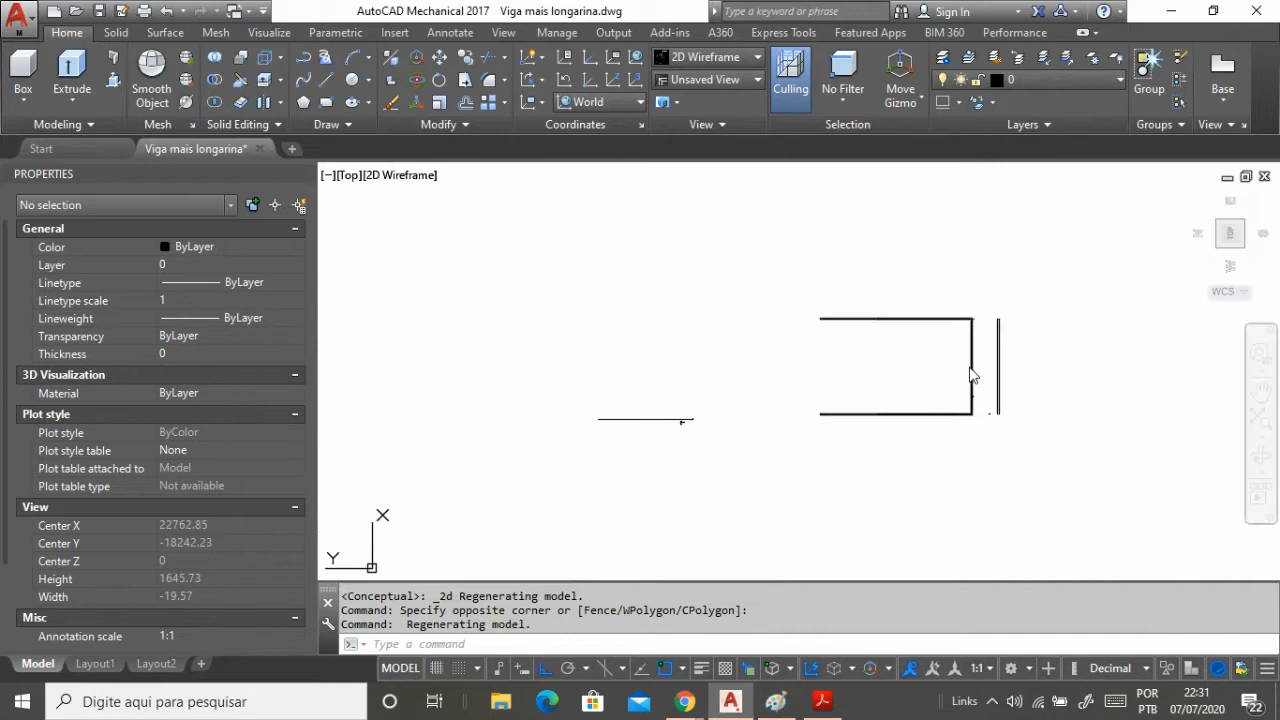 AutoCAD Mechanical 2017 Viga mais longarina.dwg
Type a keyword or phrase
Sign In
Home Solid Surface Mesh Visualize Parametric Insert Annotate View Manage Output Add-ins A360 Express Tools Featured Apps BIM 360 Performance
M
Box
Extrude
Smooth
Object
2D Wireframe
Unsaved View
World
Culling
No Filter
Move
Gizmo
0
Group
Base
Modeling Mesh Solid Editing Draw Modify Coordinates View Selection Layers Groups View
Start
Viga mais longarina*
PROPERTIES
[−][Top][2D Wireframe]
No selection
General
Color ByLayer
Layer 0
Linetype ByLayer
Linetype scale 1
Lineweight ByLayer
Transparency ByLayer
Thickness 0
3D Visualization
Material ByLayer
Plot style
Plot style ByColor
Plot style table None
Plot table attached to Model
Plot table type Not available
View
Center X 22762.85
Center Y -18242.23
Center Z 0
Height 1645.73
Width -19.57
Misc
Annotation scale 1:1
TOP
WCS
X
Y
<Conceptual>: _2d Regenerating model.
Command: Specify opposite corner or [Fence/WPolygon/CPolygon]:
Command: Regenerating model.
Type a command
Model Layout1 Layout2
MODEL
1:1
Decimal
Digite aqui para pesquisar
Links
POR
PTB
22:31
07/07/2020
22